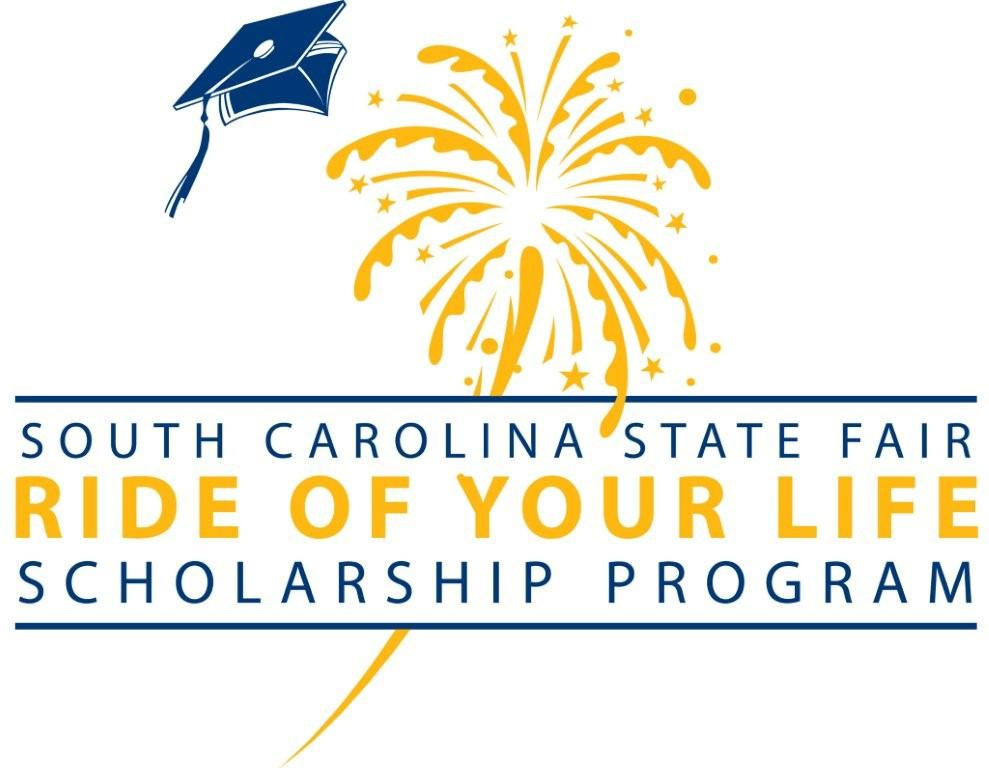 SOUTH CAROLINA STATE FAIR
RIDE OF YOUR LIFE
SCHOLARSHIP PROGRAM